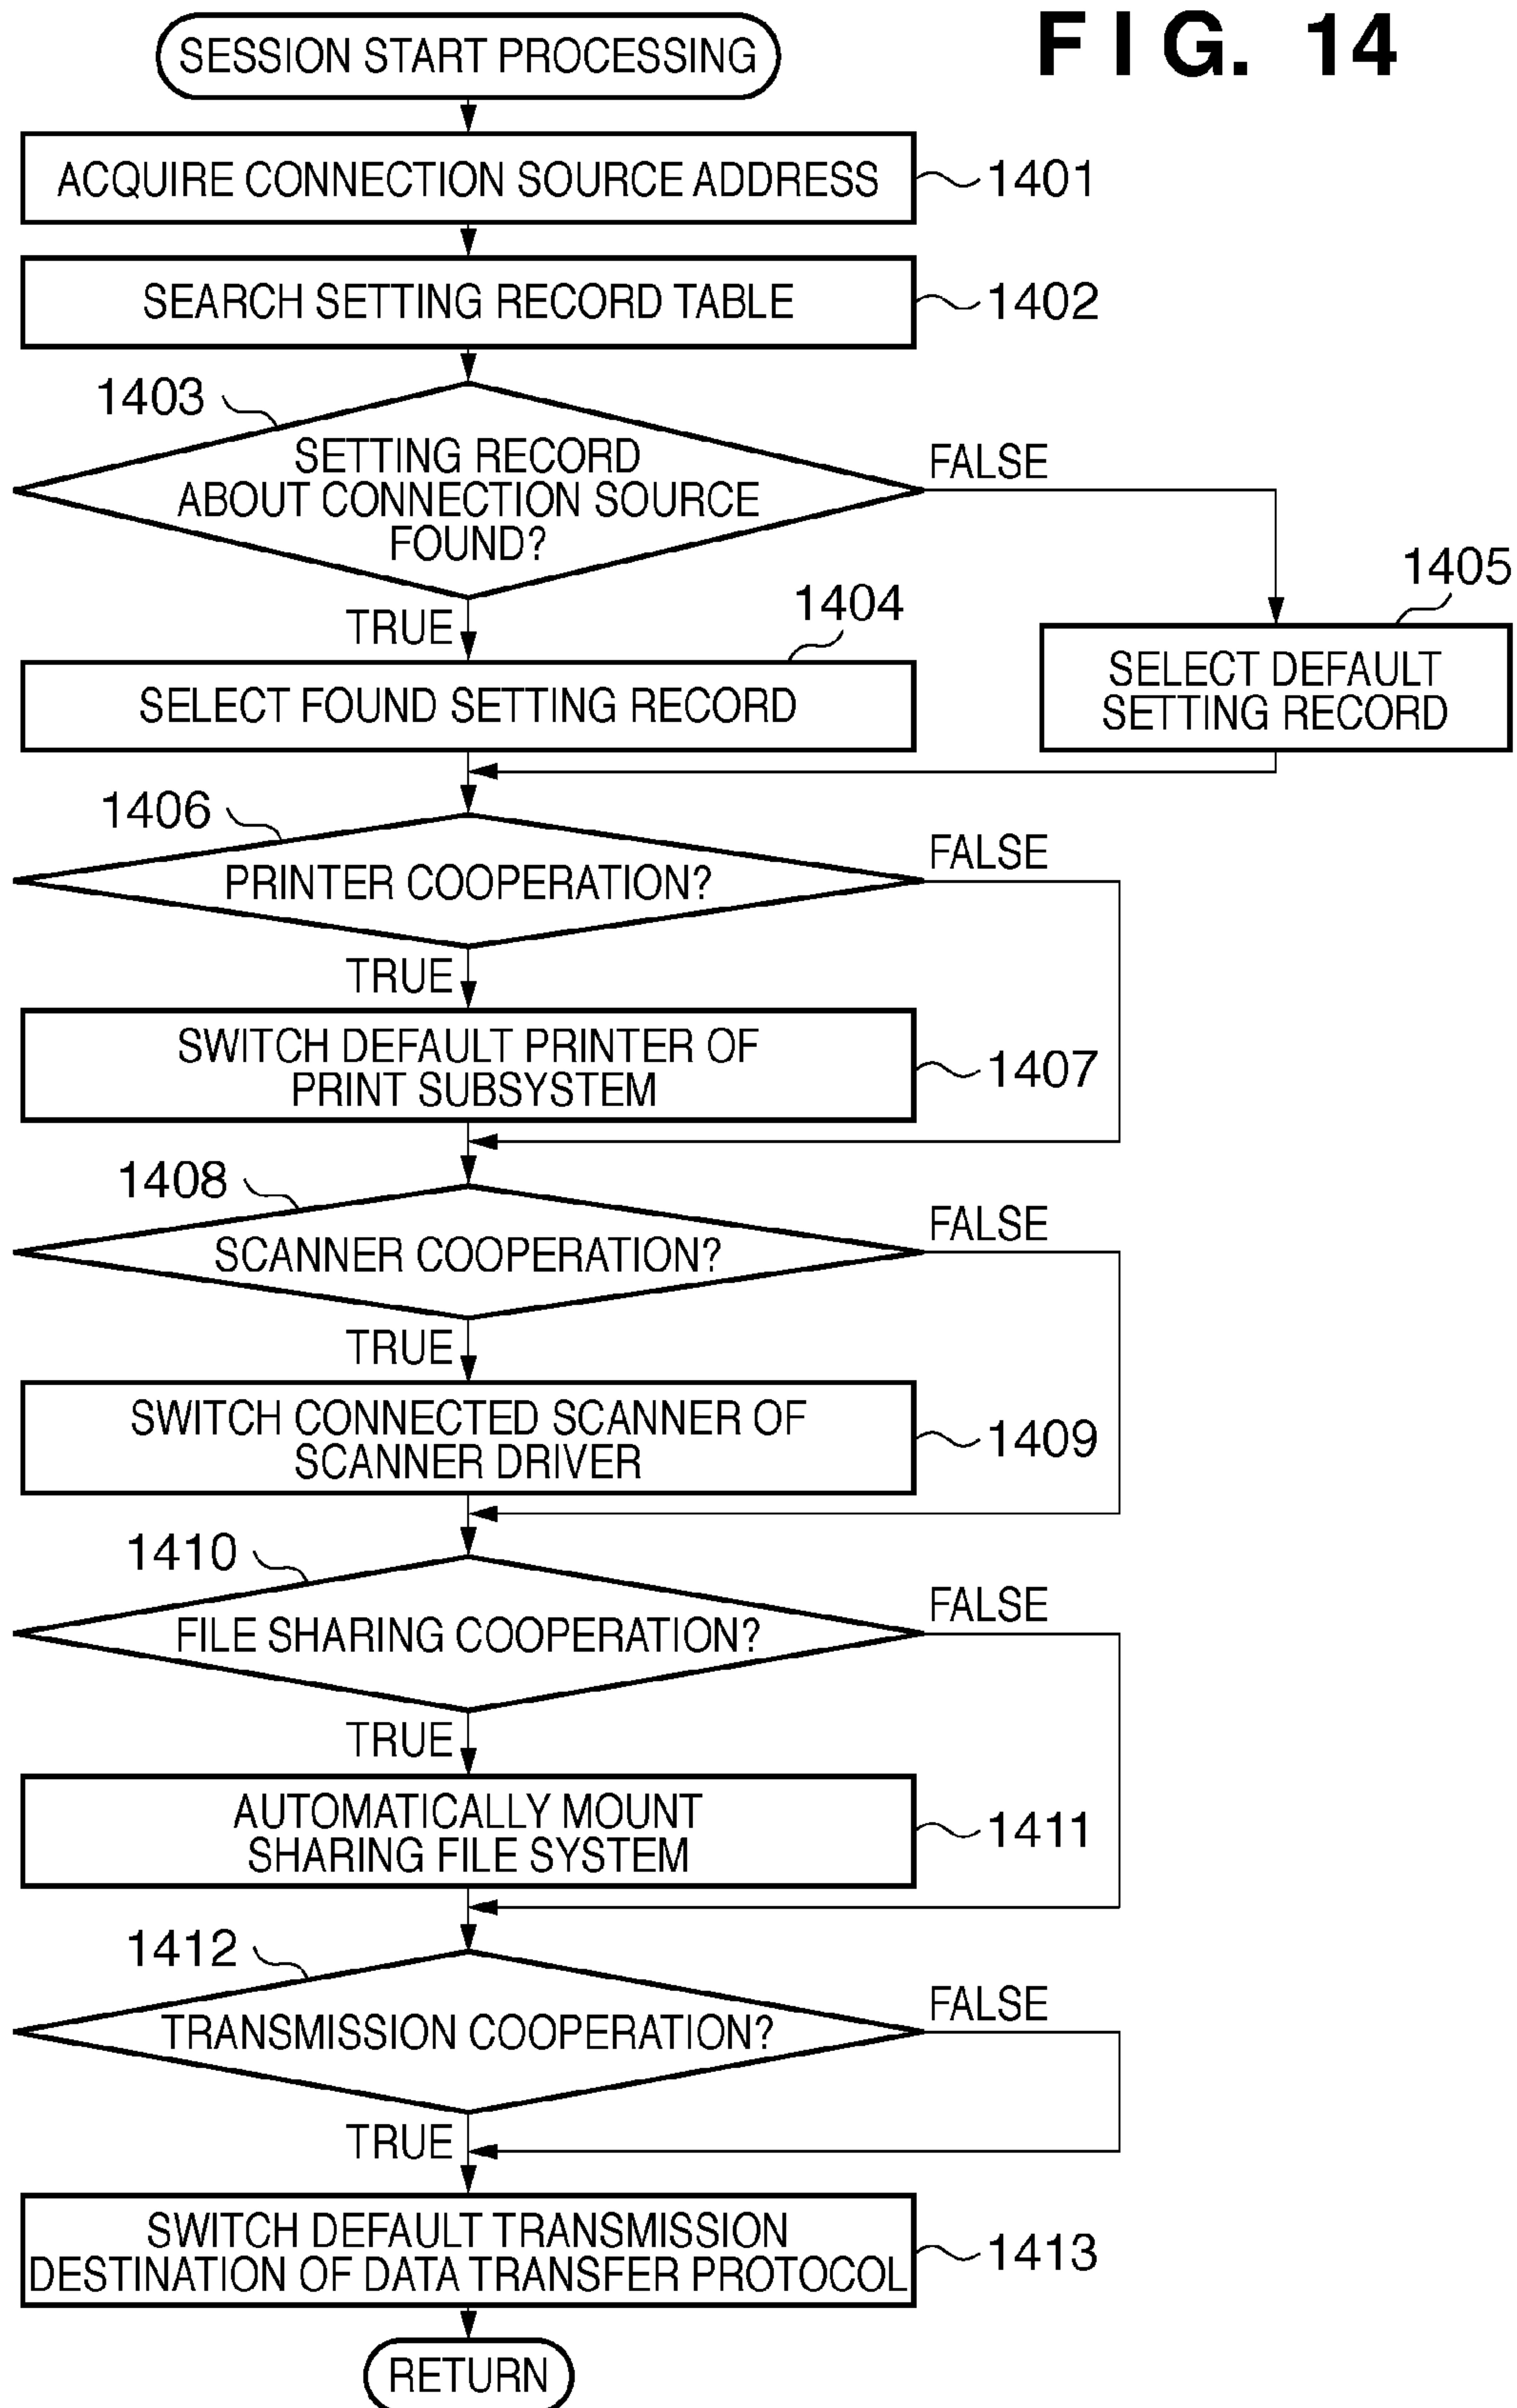 FIG. 14
SESSION START PROCESSING
ACQUIRE CONNECTION SOURCE ADDRESS
1401
SEARCH SETTING RECORD TABLE
1402
1403
SETTING RECORD
ABOUT CONNECTION SOURCE
FOUND?
FALSE
TRUE
1404
SELECT FOUND SETTING RECORD
1405
SELECT DEFAULT
SETTING RECORD
1406
PRINTER COOPERATION?
FALSE
TRUE
SWITCH DEFAULT PRINTER OF
PRINT SUBSYSTEM
1407
1408
SCANNER COOPERATION?
FALSE
TRUE
SWITCH CONNECTED SCANNER OF
SCANNER DRIVER
1409
1410
FILE SHARING COOPERATION?
FALSE
TRUE
AUTOMATICALLY MOUNT
SHARING FILE SYSTEM
1411
1412
TRANSMISSION COOPERATION?
FALSE
TRUE
SWITCH DEFAULT TRANSMISSION
DESTINATION OF DATA TRANSFER PROTOCOL
1413
RETURN